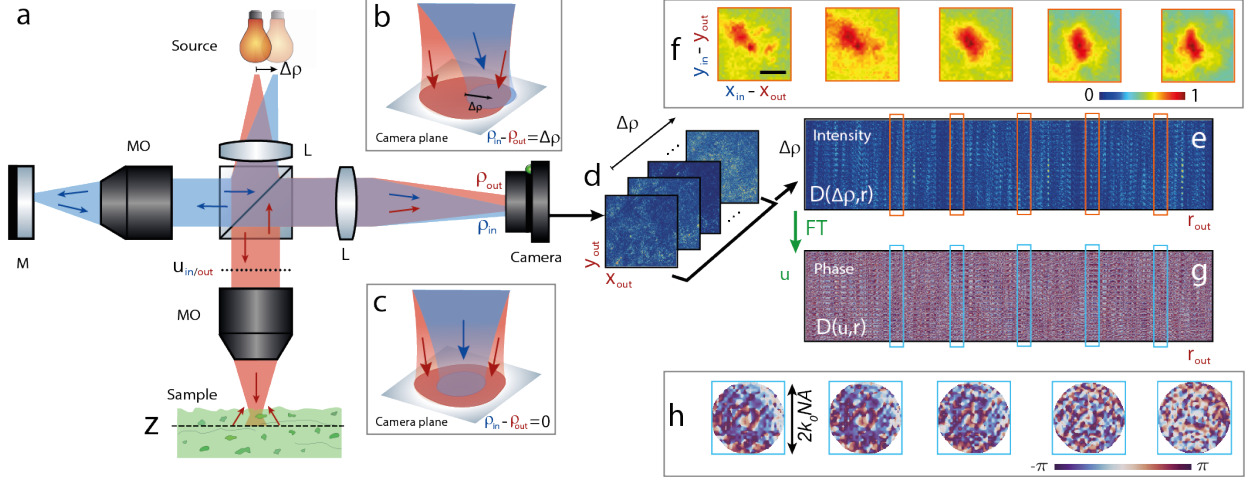 a
Source
Δρ
MO
L
ρout
ρin
M
uin/out
L
Camera
MO
Sample
Z
b
Δρ
Camera plane
ρin-ρout=Δρ
c
Camera plane
ρin-ρout=0
d
Δρ
...
...
yout
xout
f
yin - yout
xin - xout
0
1
Δρ
Intensity
e
D(Δρ,r)
rout
FT
u
Phase
g
D(u,r)
rout
h
2k0NA
-π
π